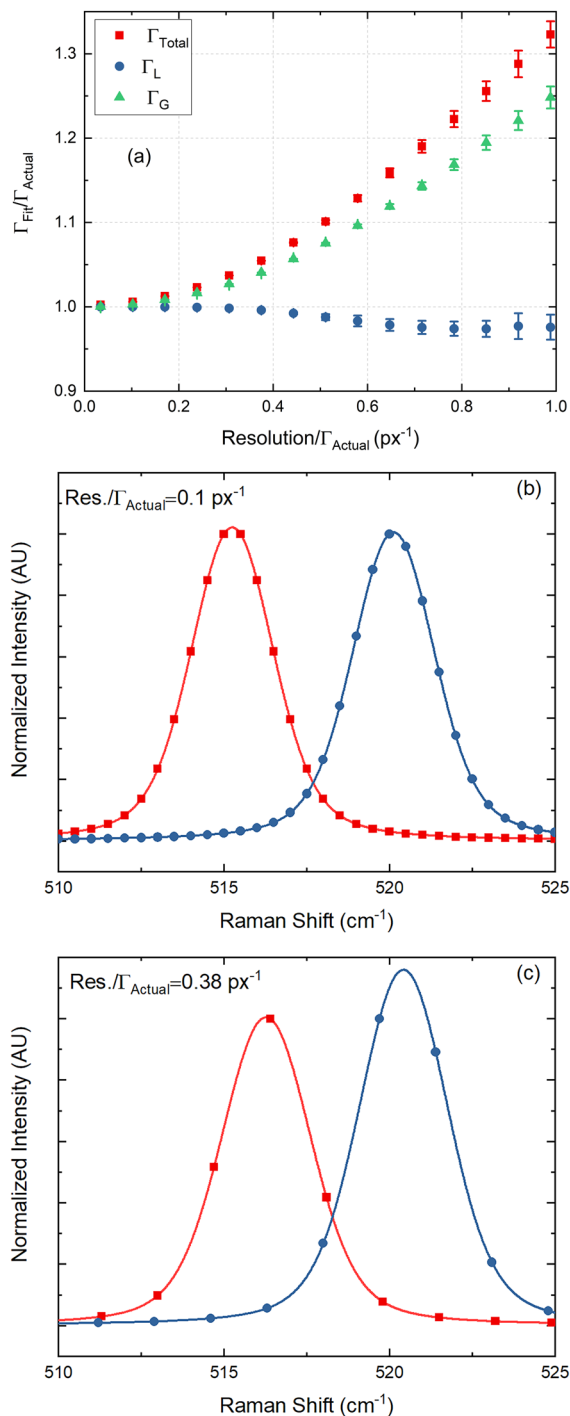 Γ_Total
Γ_L
Γ_G
(a)
Γ_Fit/Γ_Actual
1.3
1.2
1.1
1.0
0.9
0.0 0.2 0.4 0.6 0.8 1.0
Resolution/Γ_Actual (px⁻¹)
Res./Γ_Actual=0.1 px⁻¹
(b)
Normalized Intensity (AU)
510 515 520 525
Raman Shift (cm⁻¹)
Res./Γ_Actual=0.38 px⁻¹
(c)
Normalized Intensity (AU)
510 515 520 525
Raman Shift (cm⁻¹)